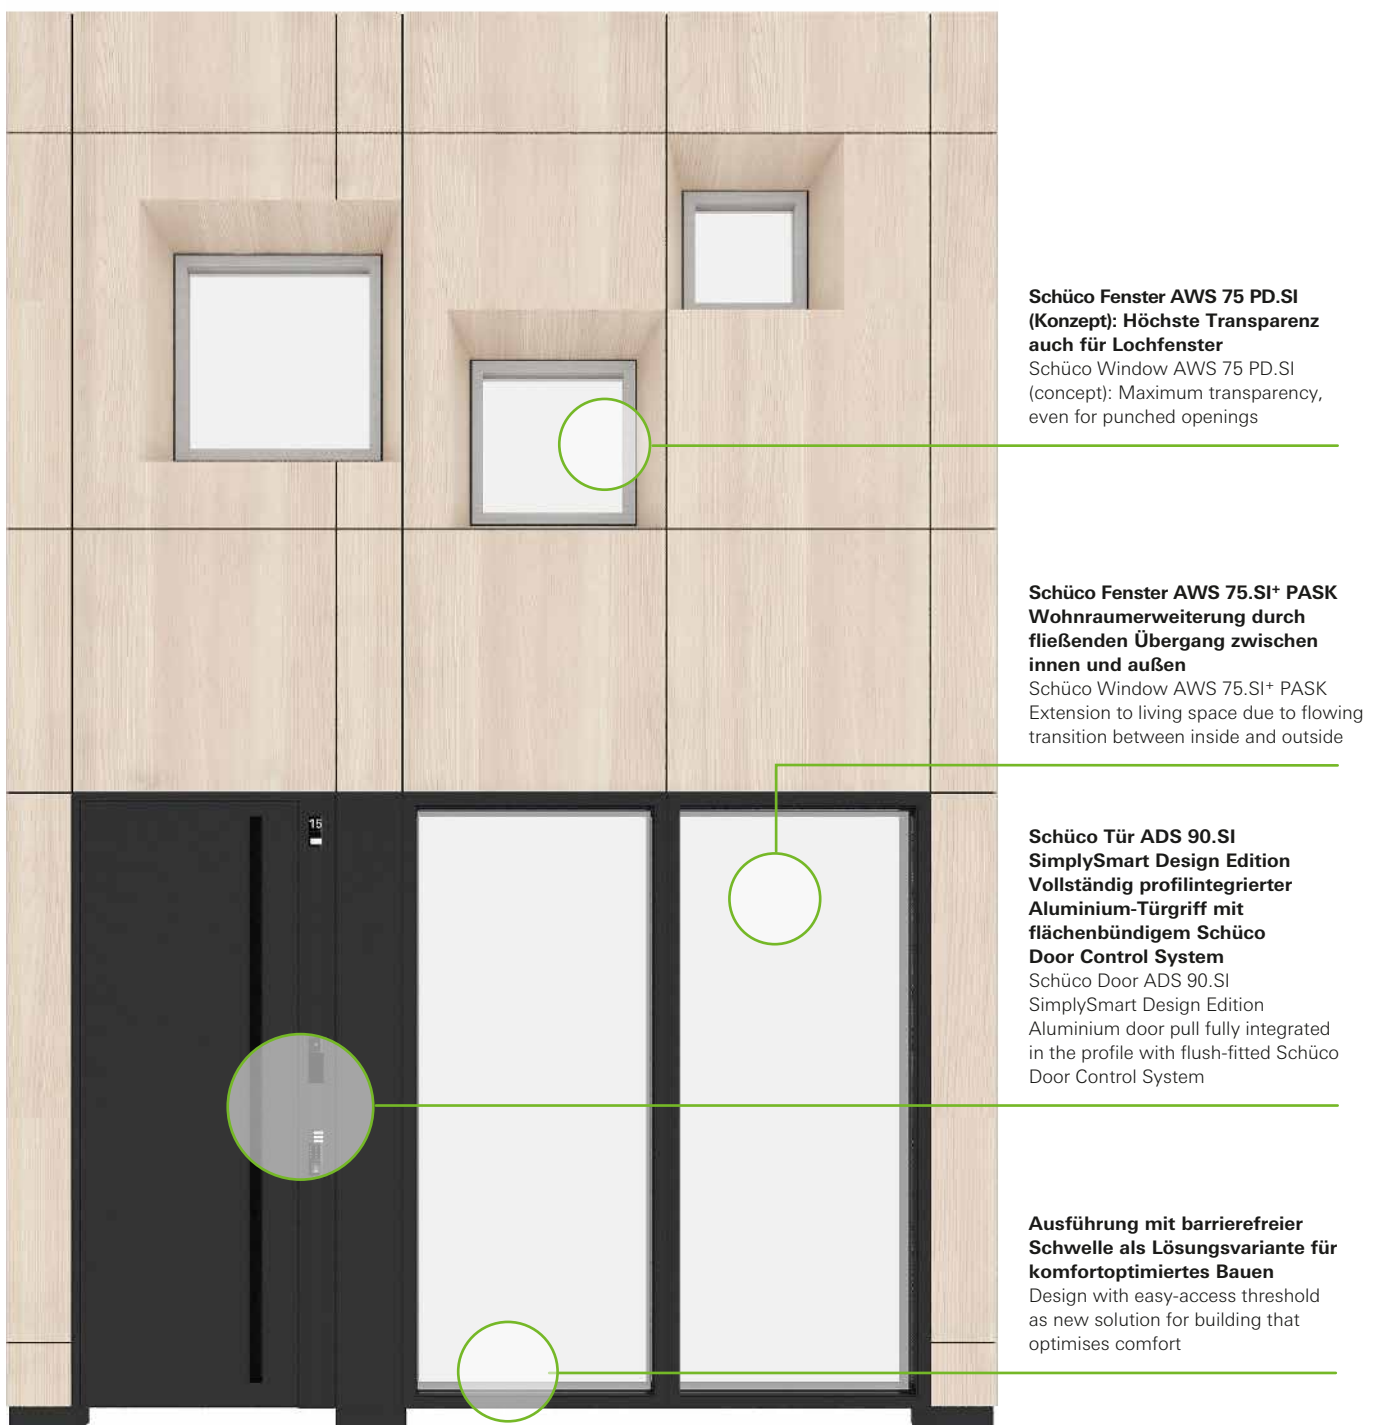 Schüco Fenster AWS 75 PD.SI
(Konzept): Höchste Transparenz
auch für Lochfenster
Schüco Window AWS 75 PD.SI
(concept): Maximum transparency,
even for punched openings
Schüco Fenster AWS 75.SI⁺ PASK
Wohnraumerweiterung durch
fließenden Übergang zwischen
innen und außen
Schüco Window AWS 75.SI⁺ PASK
Extension to living space due to flowing
transition between inside and outside
15
Schüco Tür ADS 90.SI
SimplySmart Design Edition
Vollständig profilintegrierter
Aluminium-Türgriff mit
flächenbündigem Schüco
Door Control System
Schüco Door ADS 90.SI
SimplySmart Design Edition
Aluminium door pull fully integrated
in the profile with flush-fitted Schüco
Door Control System
Ausführung mit barrierefreier
Schwelle als Lösungsvariante für
komfortoptimiertes Bauen
Design with easy-access threshold
as new solution for building that
optimises comfort